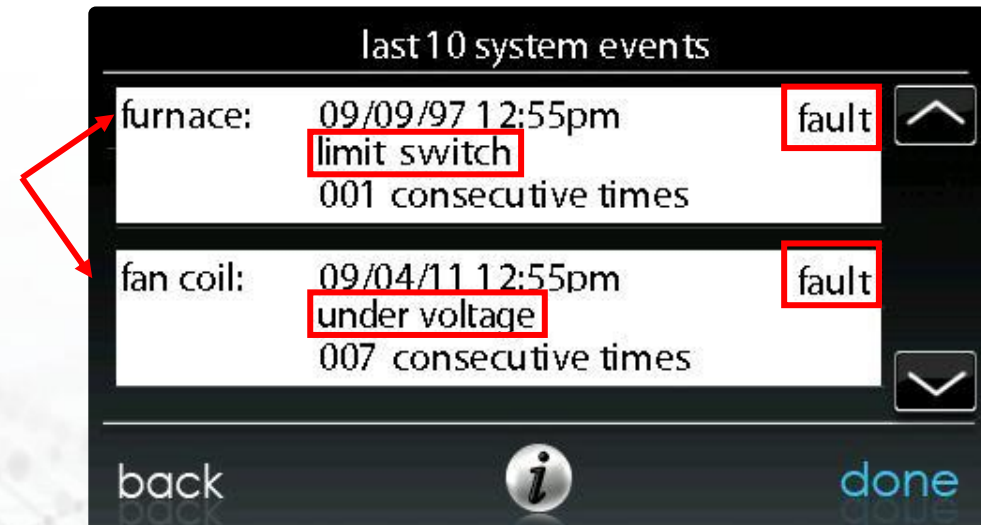 last 10 system events
furnace: 09/09/97 12:55pm fault
limit switch
001 consecutive times
fan coil: 09/04/11 12:55pm fault
under voltage
007 consecutive times
back i done